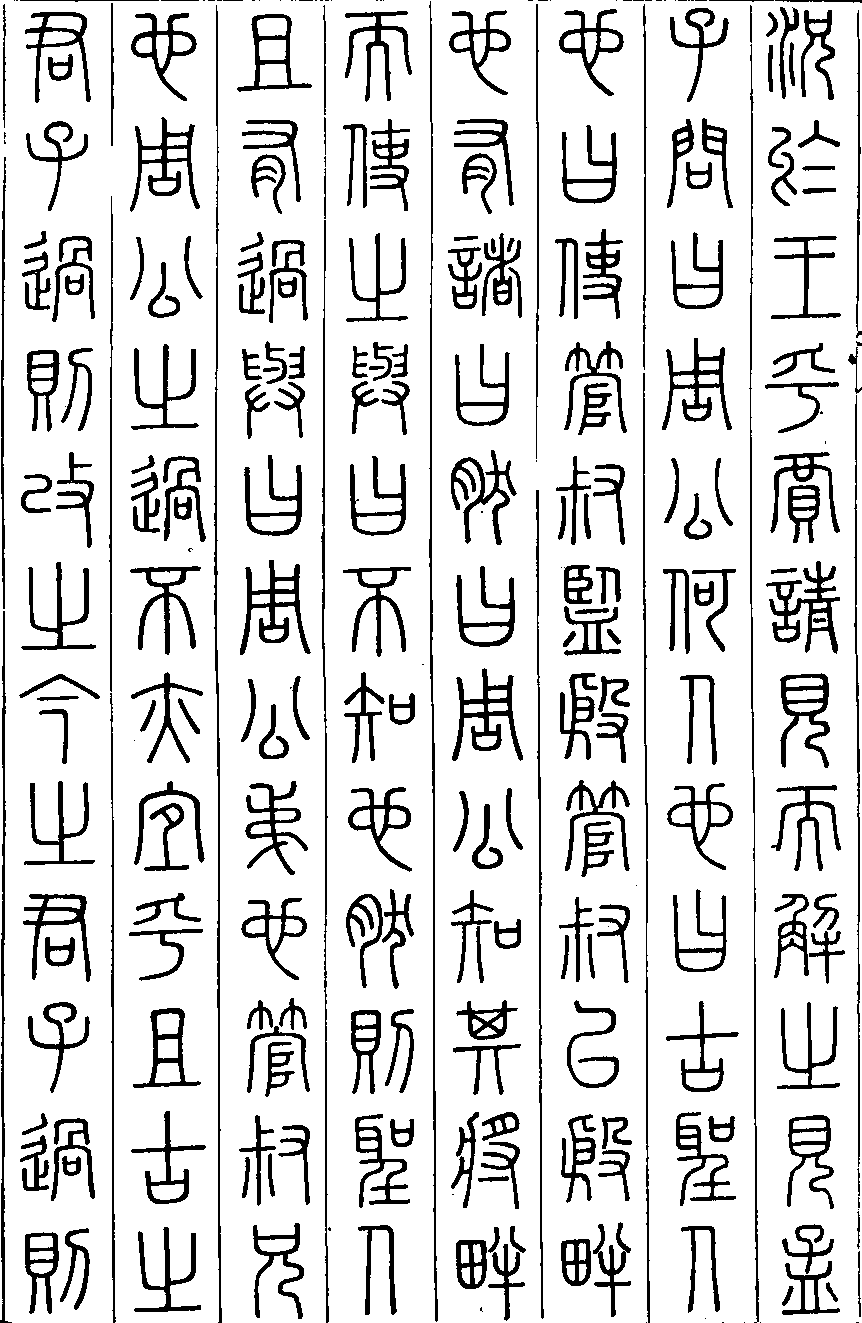 況於王乎賈請見而解之見孟
子問曰周公何人也曰古聖人
也曰使管叔監殷管叔以殷畔
也有諸曰然曰周公知其將畔
而使之與曰不知也然則聖人
且有過與曰周公弟也管叔兄
也周公之過不亦宜乎且古之
君子過則改之今之君子過則